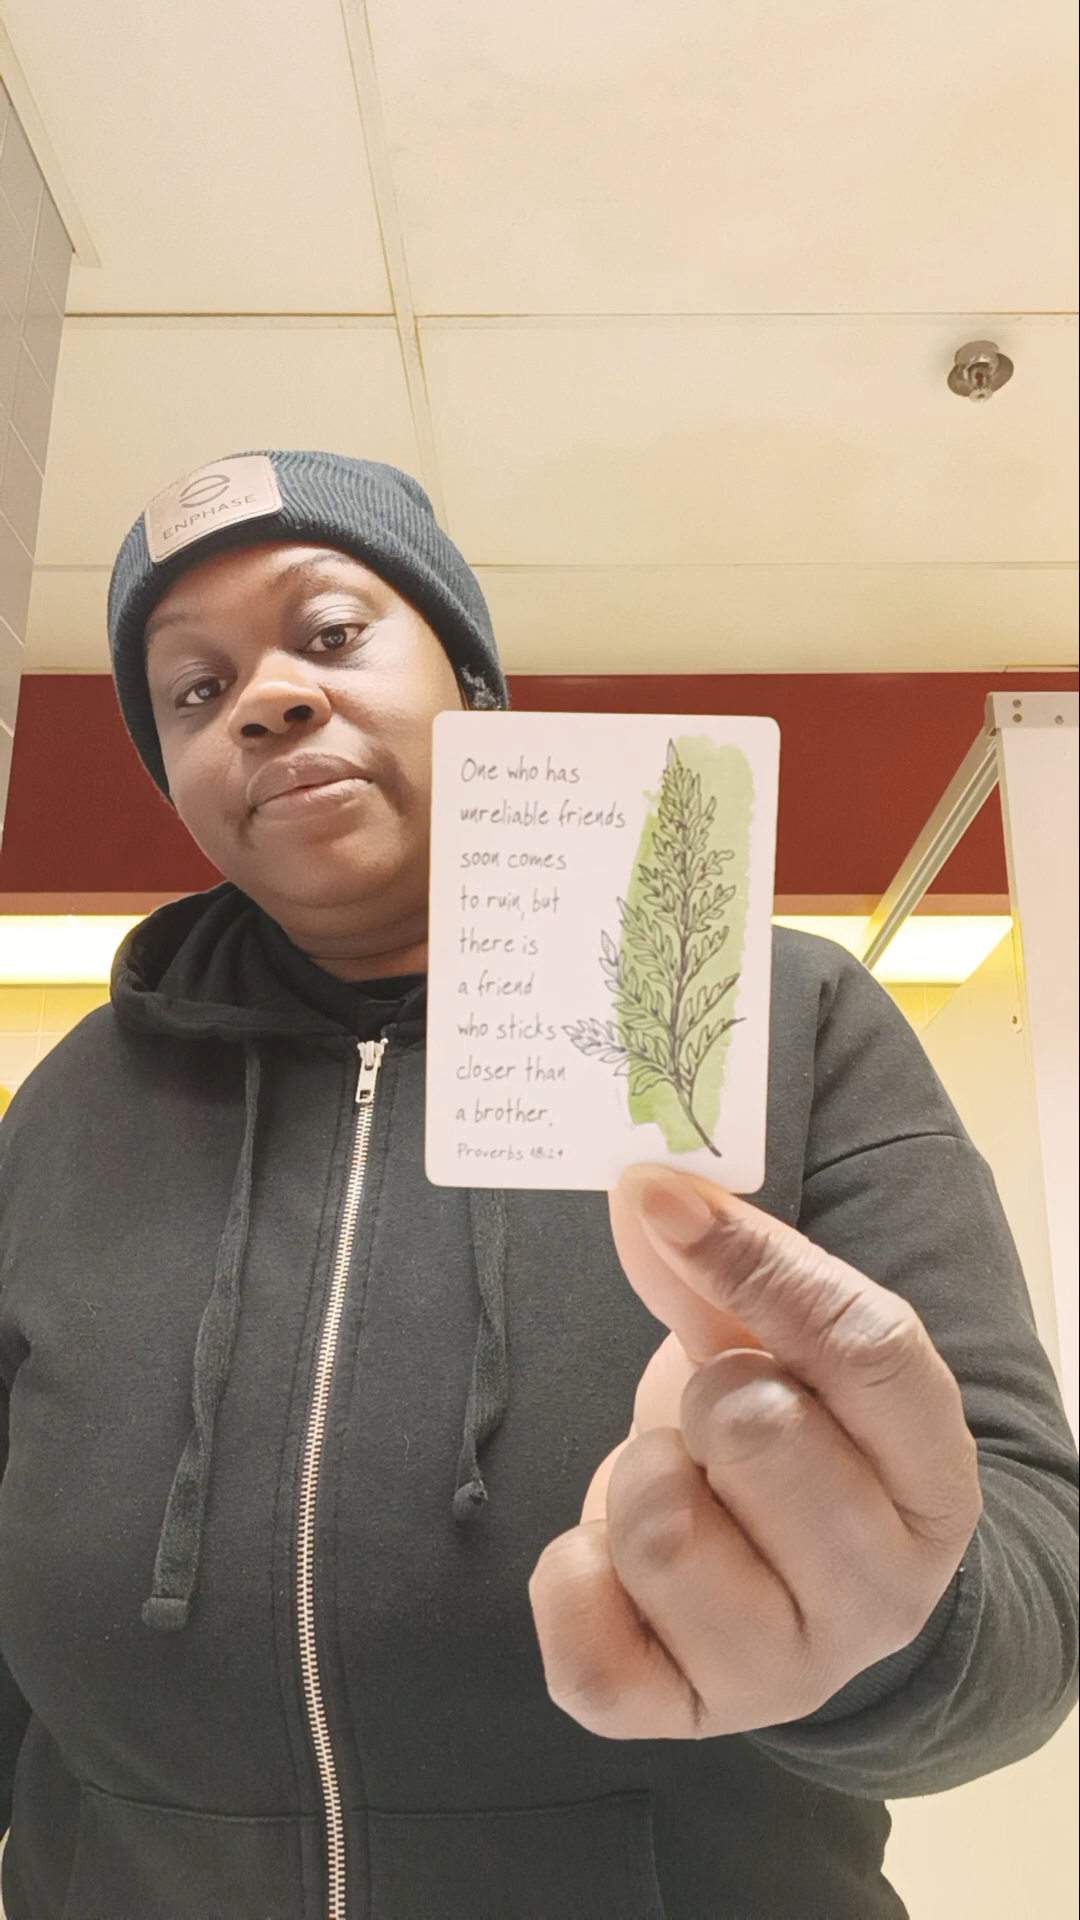 ENPHASE
One who has
unreliable friends
soon comes
to ruin, but
there is
a friend
who sticks
closer than
a brother.
Proverbs 18:24